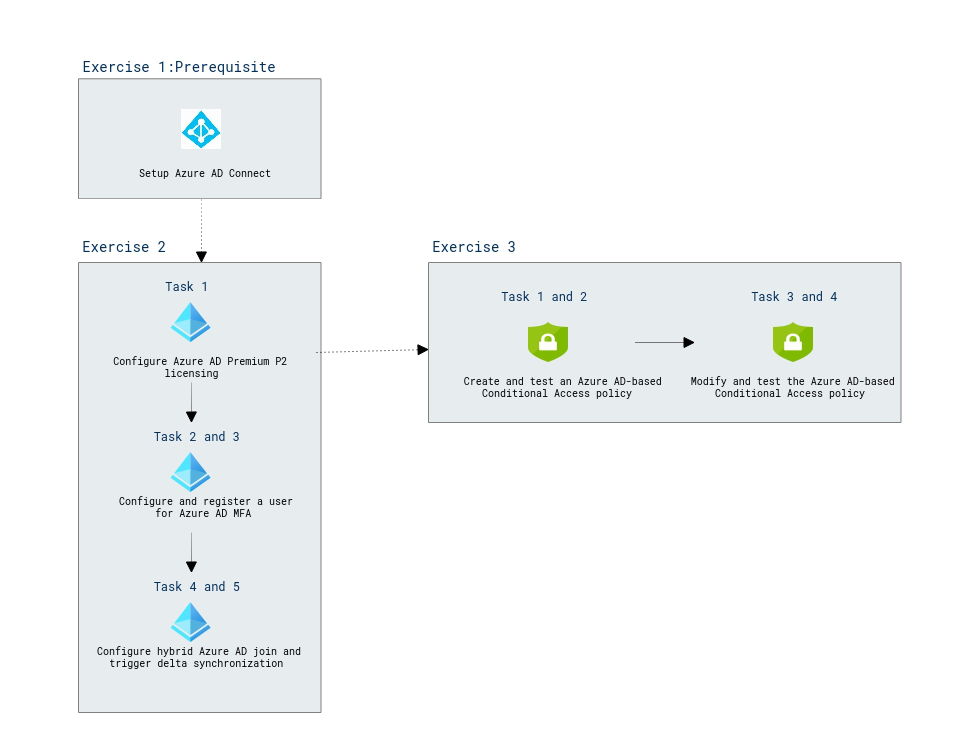 Exercise 1:Prerequisite
Setup Azure AD Connect
Exercise 2
Task 1
Configure Azure AD Premium P2
licensing
Task 2 and 3
Configure and register a user
for Azure AD MFA
Task 4 and 5
Configure hybrid Azure AD join and
trigger delta synchronization
Exercise 3
Task 1 and 2
Create and test an Azure AD-based
Conditional Access policy
Task 3 and 4
Modify and test the Azure AD-based
Conditional Access policy